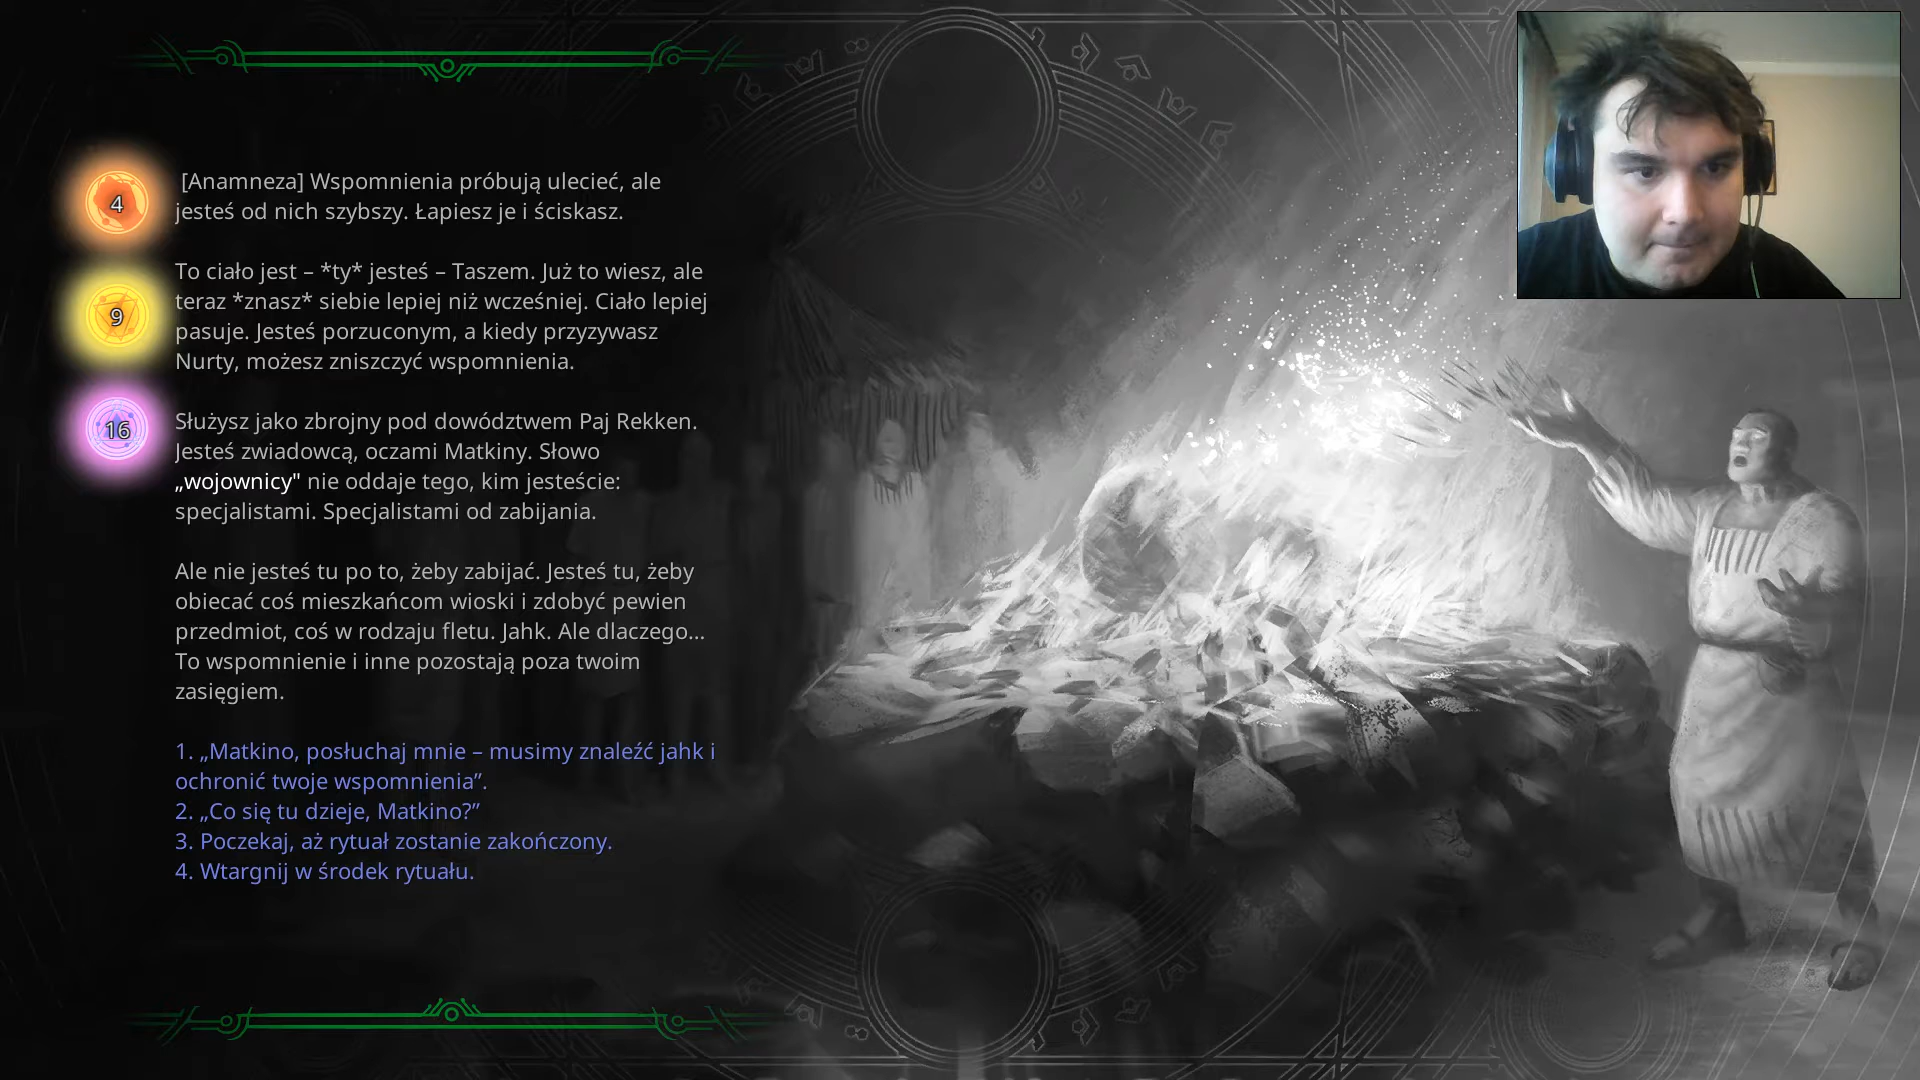 [Anamneza] Wspomnienia próbują ulecieć, ale
jesteś od nich szybszy. Łapiesz je i ściskasz.
To ciało jest – *ty* jesteś – Taszem. Już to wiesz, ale
teraz *znasz* siebie lepiej niż wcześniej. Ciało lepiej
pasuje. Jesteś porzuconym, a kiedy przyzywasz
Nurty, możesz zniszczyć wspomnienia.
Służysz jako zbrojny pod dowództwem Paj Rekken.
Jesteś zwiadowcą, oczami Matkiny. Słowo
„wojownicy" nie oddaje tego, kim jesteście:
specjalistami. Specjalistami od zabijania.
Ale nie jesteś tu po to, żeby zabijać. Jesteś tu, żeby
obiecać coś mieszkańcom wioski i zdobyć pewien
przedmiot, coś w rodzaju fletu. Jahk. Ale dlaczego...
To wspomnienie i inne pozostają poza twoim
zasięgiem.
1. „Matkino, posłuchaj mnie – musimy znaleźć jahk i
ochronić twoje wspomnienia”.
2. „Co się tu dzieje, Matkino?”
3. Poczekaj, aż rytuał zostanie zakończony.
4. Wtargnij w środek rytuału.
4
9
16